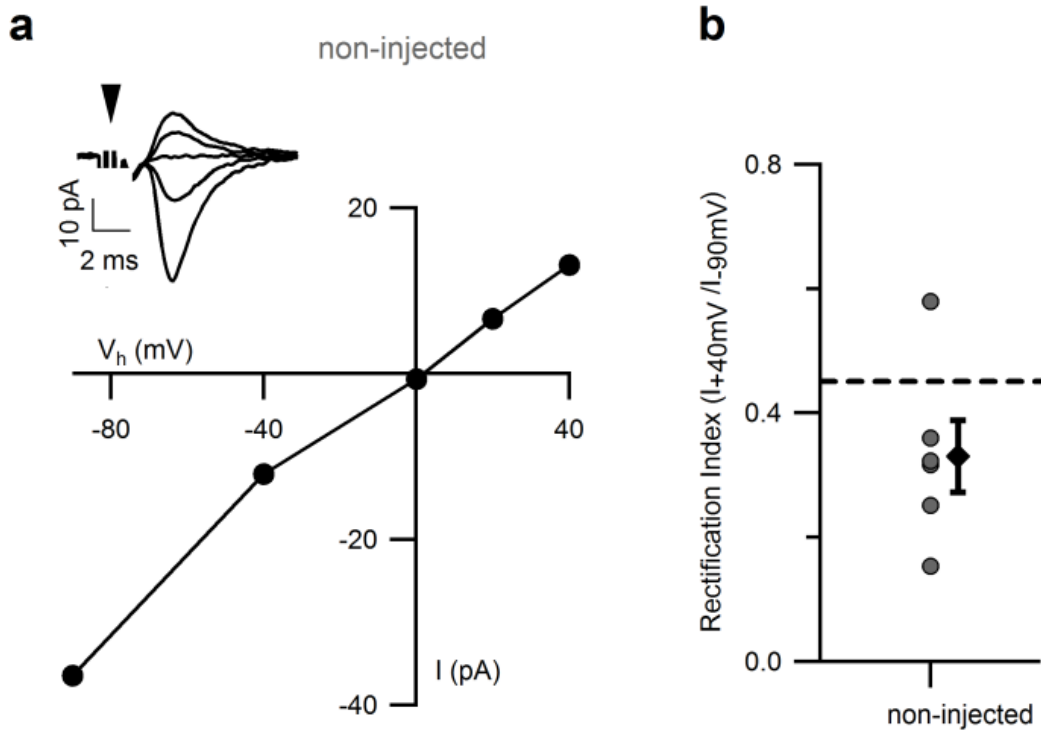 a
non-injected
10 pA
2 ms
20
V_h (mV)
-80
-40
40
-20
-40
I (pA)
b
0.8
0.4
0.0
Rectification Index (I+40mV /I-90mV)
non-injected